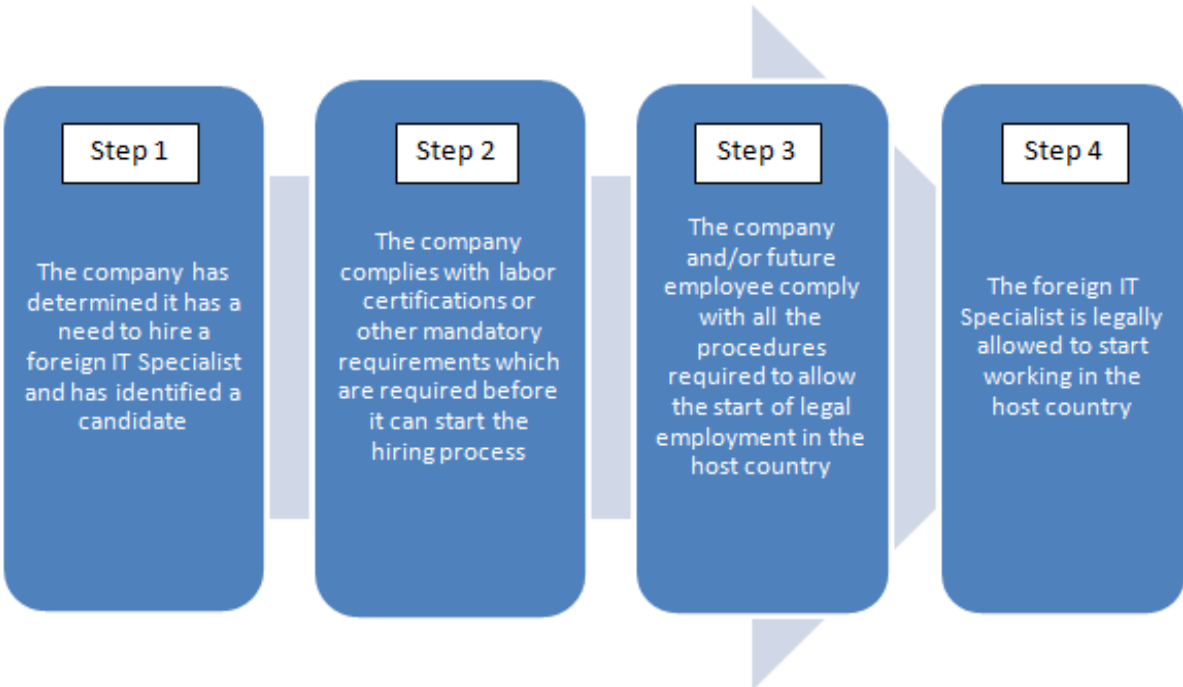 Step 1
The company has
determined it has a
need to hire a
foreign IT Specialist
and has identified a
candidate
Step 2
The company
complies with labor
certifications or
other mandatory
requirements which
are required before
it can start the
hiring process
Step 3
The company
and/or future
employee comply
with all the
procedures
required to allow
the start of legal
employment in the
host country
Step 4
The foreign IT
Specialist is legally
allowed to start
working in the
host country